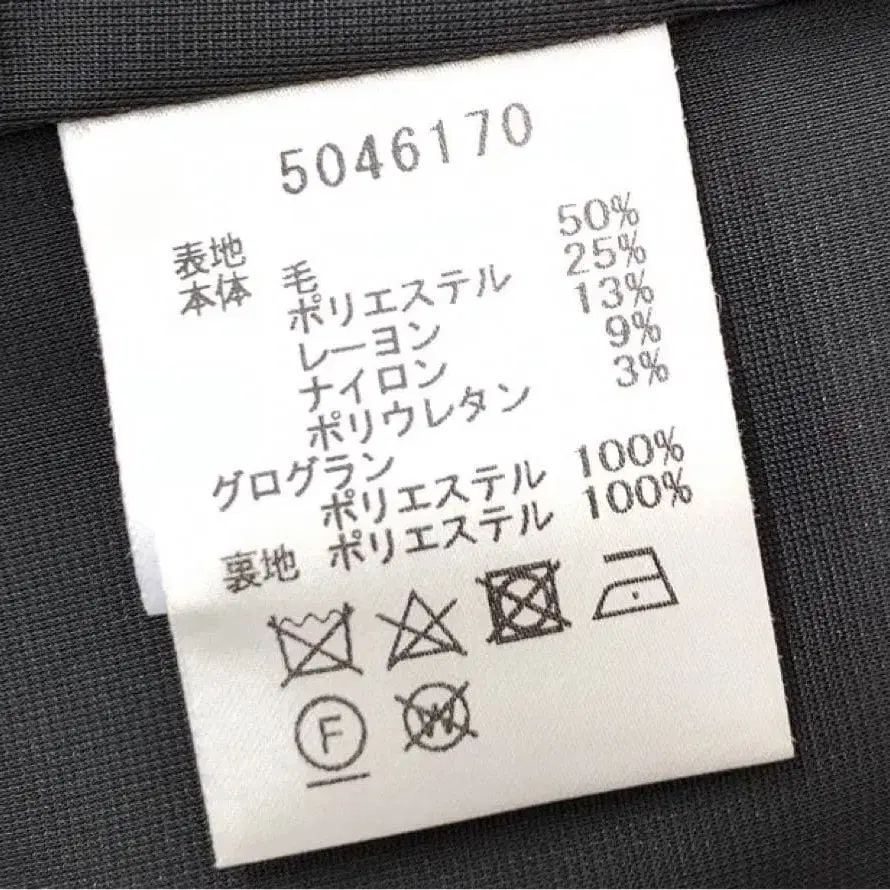 5046170
表地 50%
本体 毛 25%
ポリエステル 13%
レーヨン 9%
ナイロン 3%
ポリウレタン
グログラン
ポリエステル 100%
裏地 ポリエステル 100%
F W